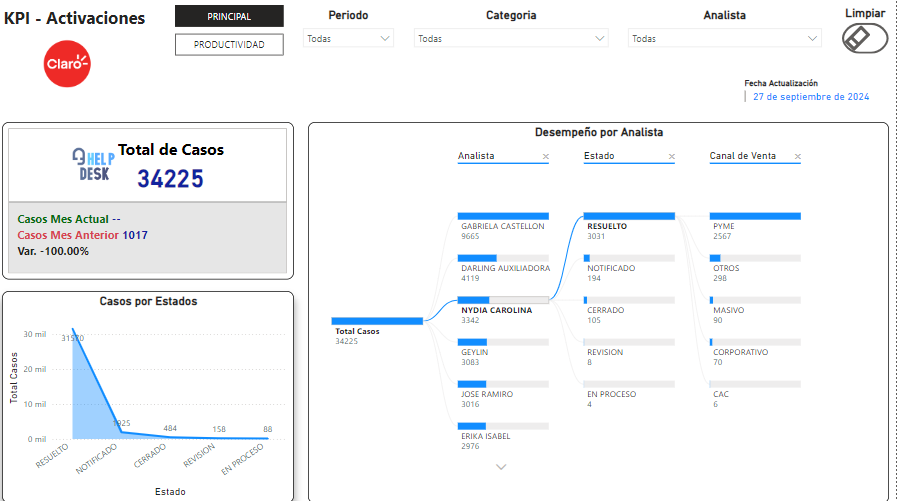 KPI - Activaciones
PRINCIPAL
PRODUCTIVIDAD
Periodo
Todas
Categoria
Todas
Analista
Todas
Limpiar
Claro
Fecha Actualización
27 de septiembre de 2024
HELP DESK
Total de Casos
34225
Casos Mes Actual --
Casos Mes Anterior 1017
Var. -100.00%
Casos por Estados
Total Casos
30 mil
20 mil
10 mil
0 mil
31570
1925
484
158
88
RESUELTO
NOTIFICADO
CERRADO
REVISION
EN PROCESO
Estado
Desempeño por Analista
Analista
Estado
Canal de Venta
Total Casos
34225
GABRIELA CASTELLON
9665
DARLING AUXILIADORA
4119
NYDIA CAROLINA
3342
GEYLIN
3083
JOSE RAMIRO
3016
ERIKA ISABEL
2976
RESUELTO
3031
NOTIFICADO
194
CERRADO
105
REVISION
8
EN PROCESO
4
PYME
2567
OTROS
298
MASIVO
90
CORPORATIVO
70
CAC
6